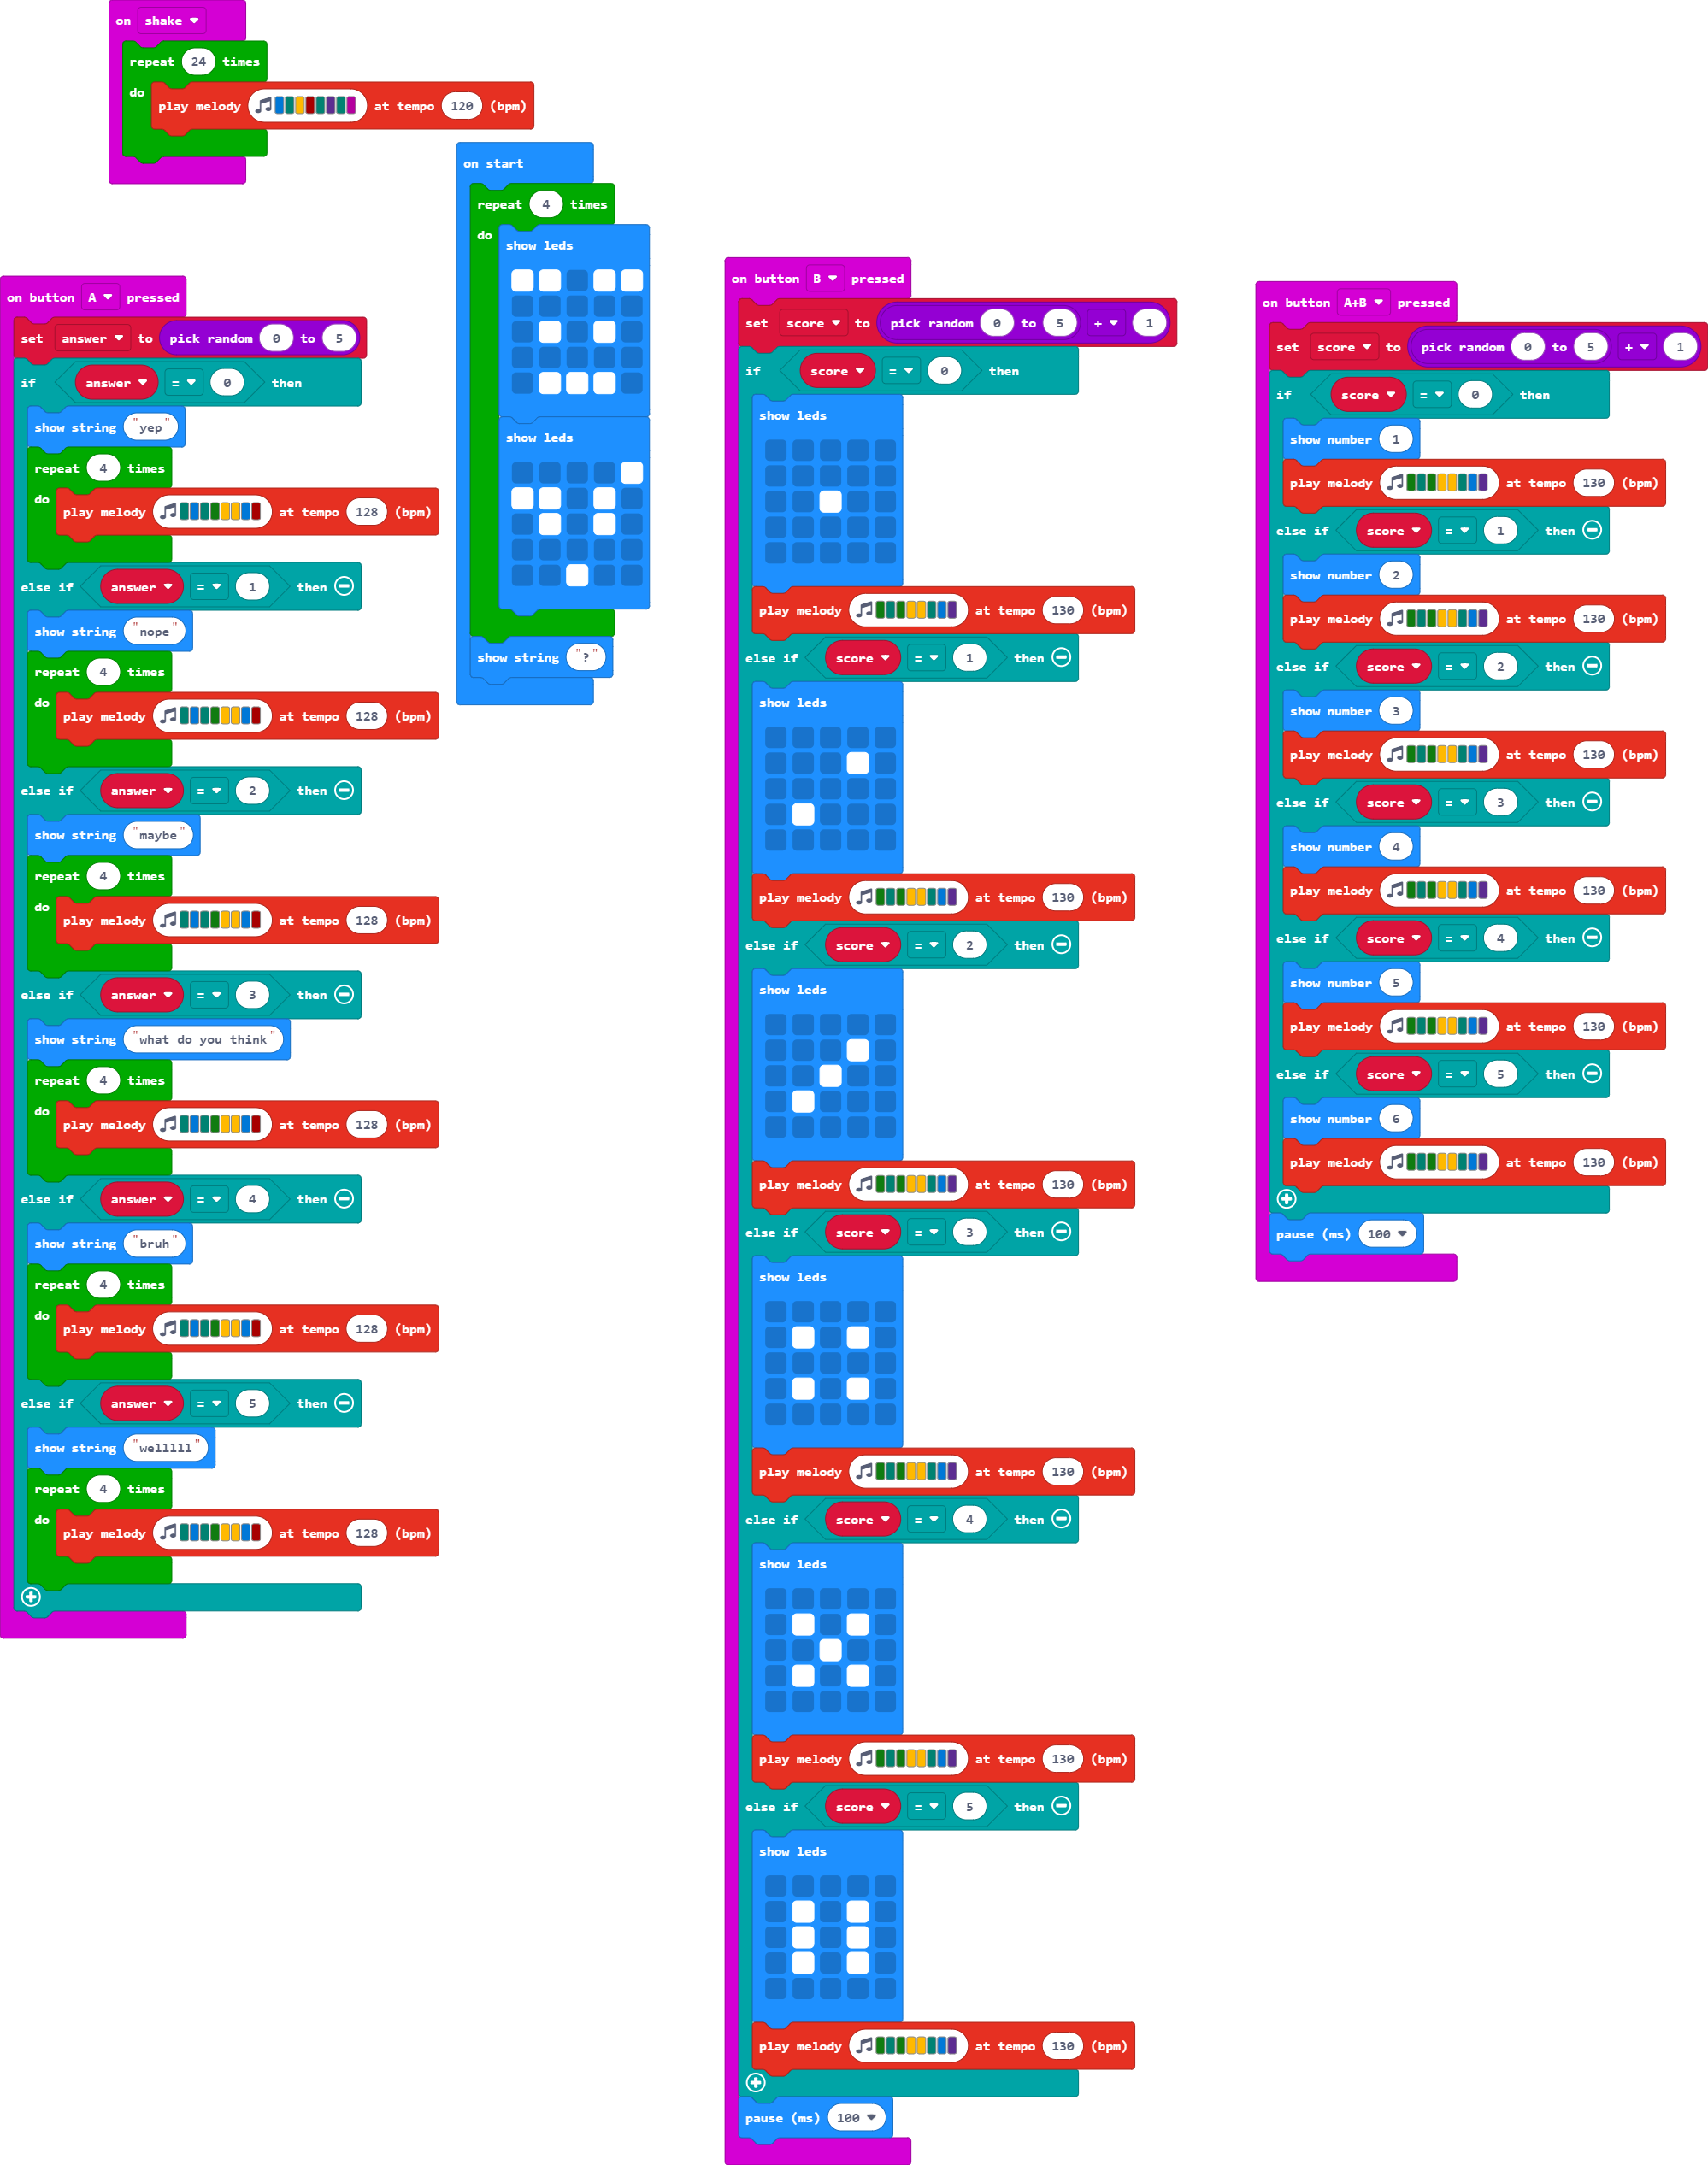 on shake
repeat 24 times
do
play melody at tempo 120 (bpm)
on start
repeat 4 times
do
show leds
show leds
show string "?"
on button A pressed
set answer to pick random 0 to 5
if answer = 0 then
show string "yep"
repeat 4 times
do
play melody at tempo 128 (bpm)
else if answer = 1 then
show string "nope"
repeat 4 times
do
play melody at tempo 128 (bpm)
else if answer = 2 then
show string "maybe"
repeat 4 times
do
play melody at tempo 128 (bpm)
else if answer = 3 then
show string "what do you think"
repeat 4 times
do
play melody at tempo 128 (bpm)
else if answer = 4 then
show string "bruh"
repeat 4 times
do
play melody at tempo 128 (bpm)
else if answer = 5 then
show string "welllll"
repeat 4 times
do
play melody at tempo 128 (bpm)
on button B pressed
set score to pick random 0 to 5 + 1
if score = 0 then
show leds
play melody at tempo 130 (bpm)
else if score = 1 then
show leds
play melody at tempo 130 (bpm)
else if score = 2 then
show leds
play melody at tempo 130 (bpm)
else if score = 3 then
show leds
play melody at tempo 130 (bpm)
else if score = 4 then
show leds
play melody at tempo 130 (bpm)
else if score = 5 then
show leds
play melody at tempo 130 (bpm)
pause (ms) 100
on button A+B pressed
set score to pick random 0 to 5 + 1
if score = 0 then
show number 1
play melody at tempo 130 (bpm)
else if score = 1 then
show number 2
play melody at tempo 130 (bpm)
else if score = 2 then
show number 3
play melody at tempo 130 (bpm)
else if score = 3 then
show number 4
play melody at tempo 130 (bpm)
else if score = 4 then
show number 5
play melody at tempo 130 (bpm)
else if score = 5 then
show number 6
play melody at tempo 130 (bpm)
pause (ms) 100